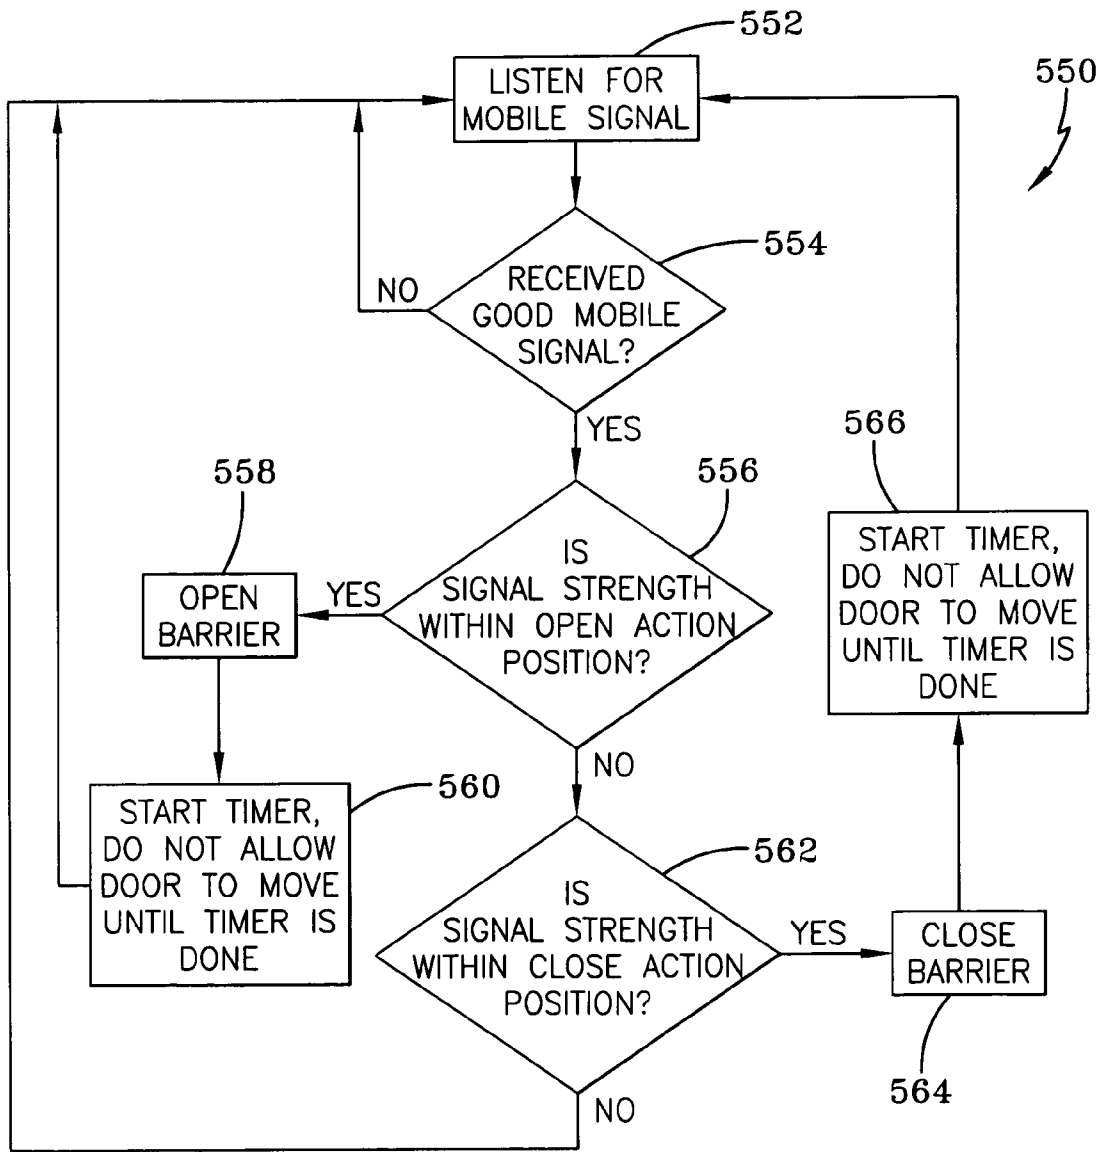 552
LISTEN FOR
MOBILE SIGNAL
550
554
RECEIVED
GOOD MOBILE
SIGNAL?
NO
YES
566
558
556
IS
SIGNAL STRENGTH
WITHIN OPEN ACTION
POSITION?
YES
OPEN
BARRIER
START TIMER,
DO NOT ALLOW
DOOR TO MOVE
UNTIL TIMER IS
DONE
NO
560
START TIMER,
DO NOT ALLOW
DOOR TO MOVE
UNTIL TIMER IS
DONE
562
IS
SIGNAL STRENGTH
WITHIN CLOSE ACTION
POSITION?
YES
CLOSE
BARRIER
564
NO